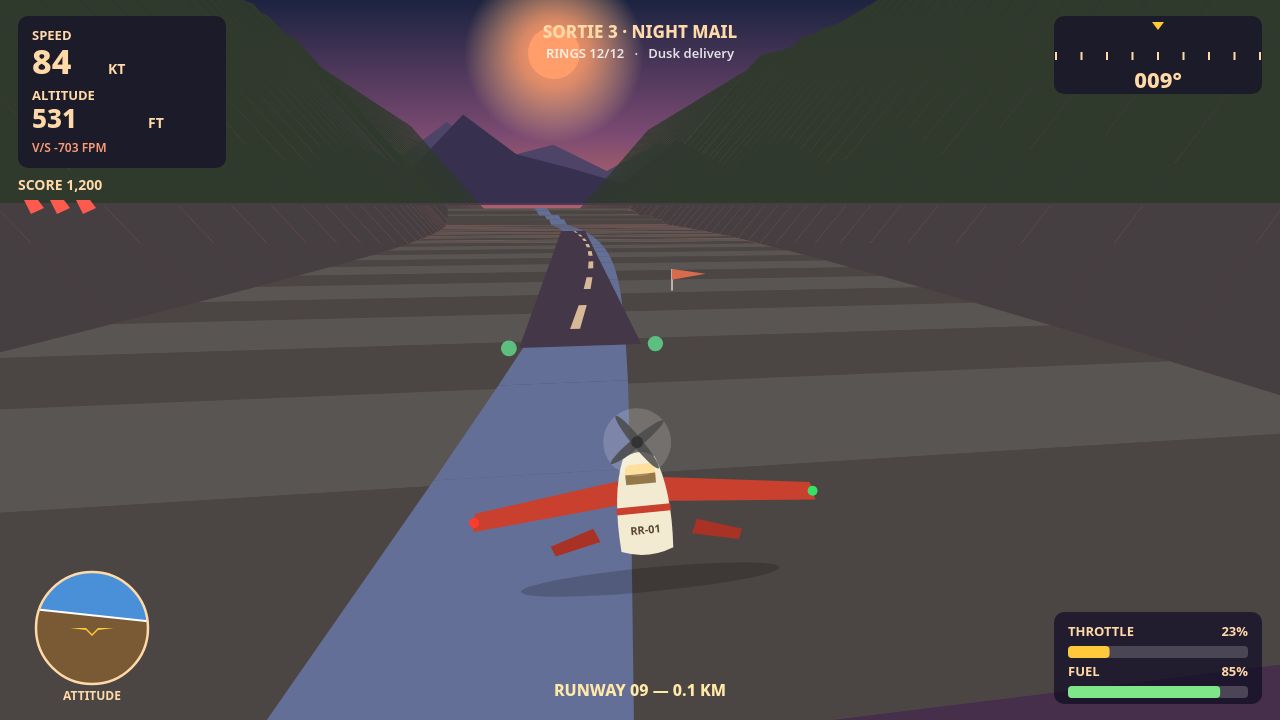 SPEED
84 KT
ALTITUDE
531 FT
V/S -703 FPM
SCORE 1,200
SORTIE 3 · NIGHT MAIL
RINGS 12/12 · Dusk delivery
009°
RR-01
ATTITUDE
RUNWAY 09 — 0.1 KM
THROTTLE 23%
FUEL 85%